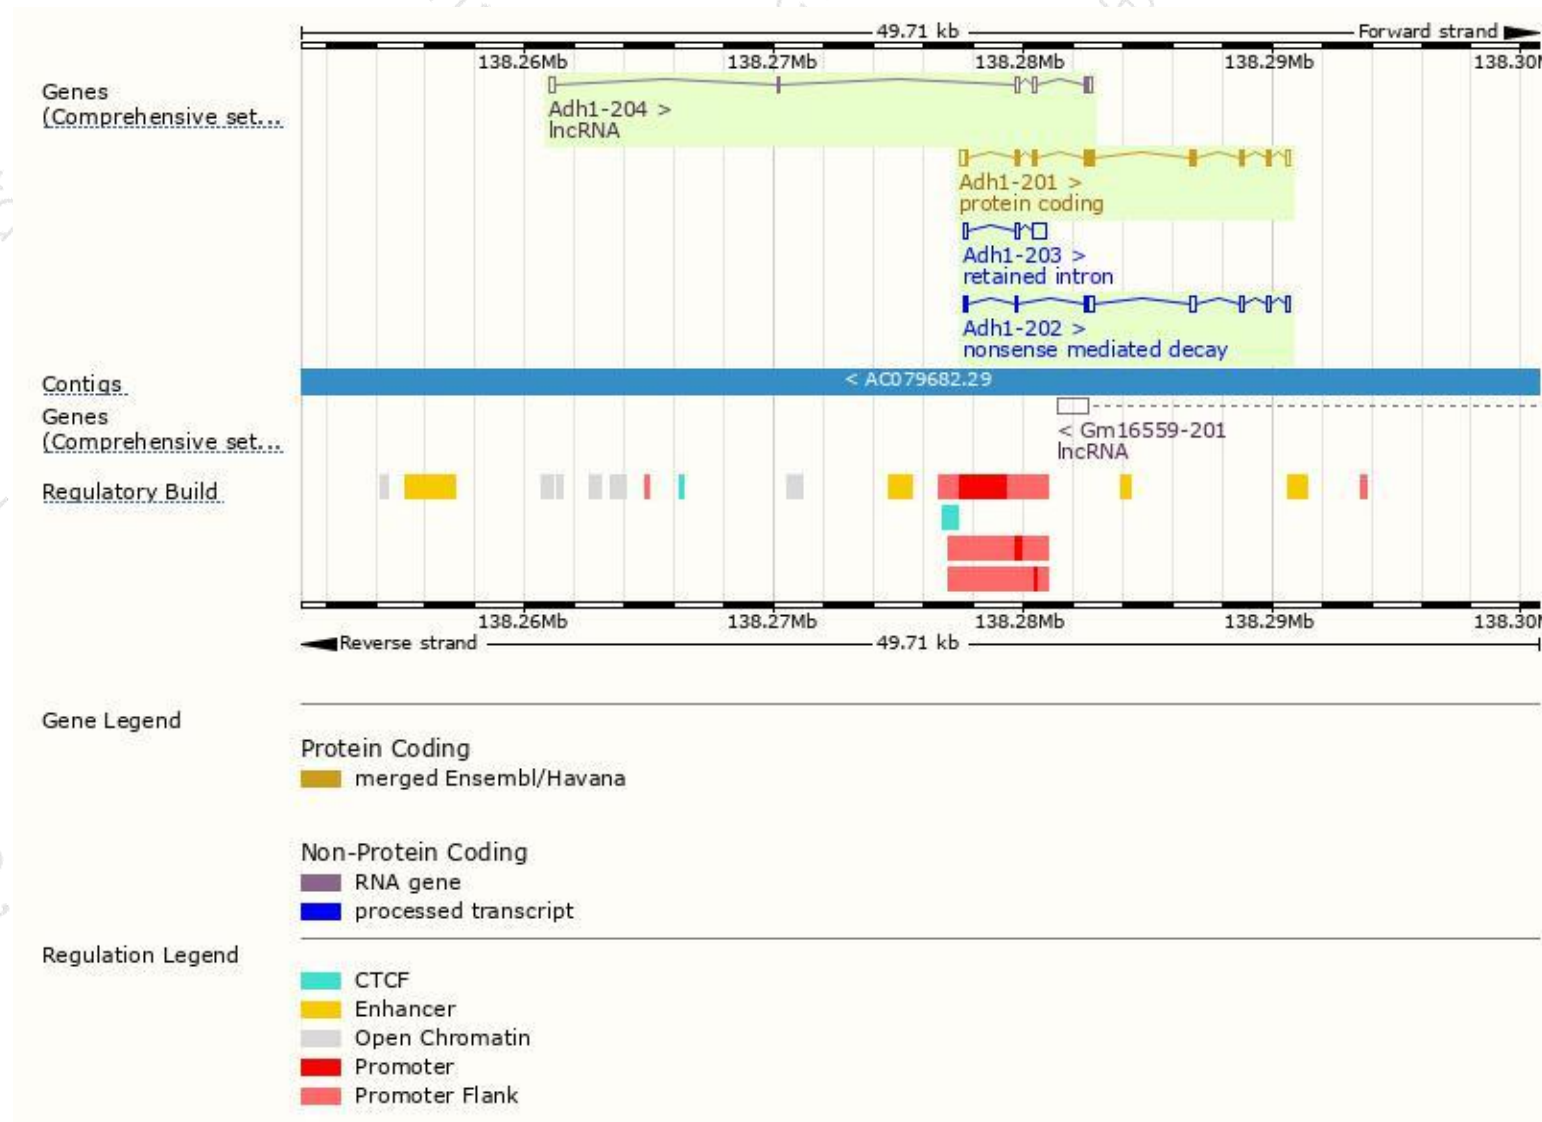 49.71 kb
Forward strand
138.26Mb 138.27Mb 138.28Mb 138.29Mb 138.30
Genes
(Comprehensive set...
Adh1-204 >
lncRNA
Adh1-201 >
protein coding
Adh1-203 >
retained intron
Adh1-202 >
nonsense mediated decay
Contigs
< AC079682.29
Genes
(Comprehensive set...
< Gm16559-201
lncRNA
Regulatory Build
138.26Mb 138.27Mb 138.28Mb 138.29Mb 138.30
Reverse strand
49.71 kb
Gene Legend
Protein Coding
merged Ensembl/Havana
Non-Protein Coding
RNA gene
processed transcript
Regulation Legend
CTCF
Enhancer
Open Chromatin
Promoter
Promoter Flank